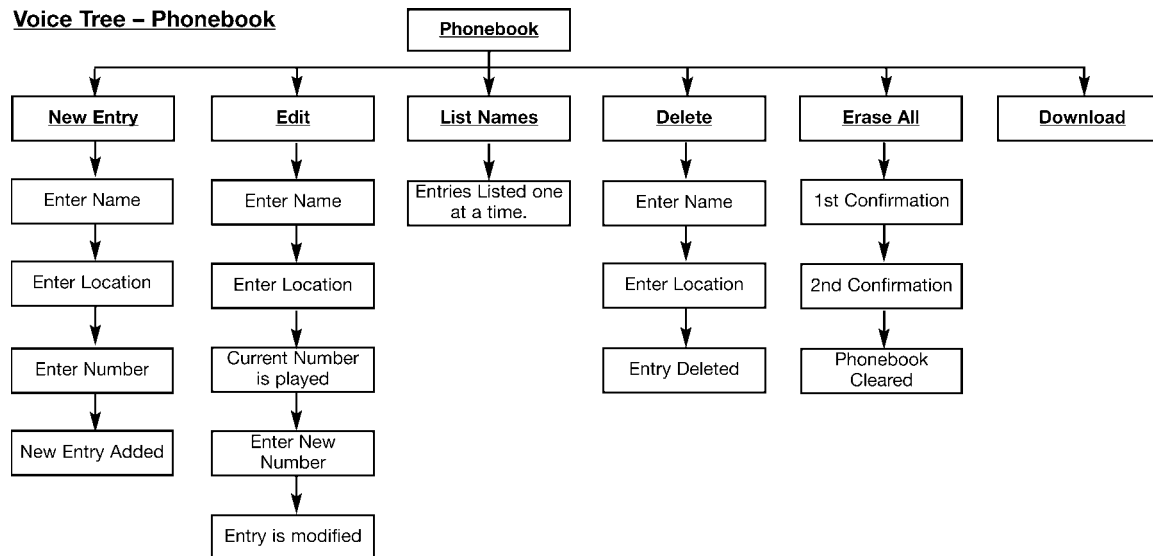 Voice Tree – Phonebook
Phonebook
New Entry
Edit
List Names
Delete
Erase All
Download
Enter Name
Enter Name
Entries Listed one
at a time.
Enter Name
1st Confirmation
Enter Location
Enter Location
Enter Location
2nd Confirmation
Enter Number
Current Number
is played
Entry Deleted
Phonebook
Cleared
New Entry Added
Enter New
Number
Entry is modified